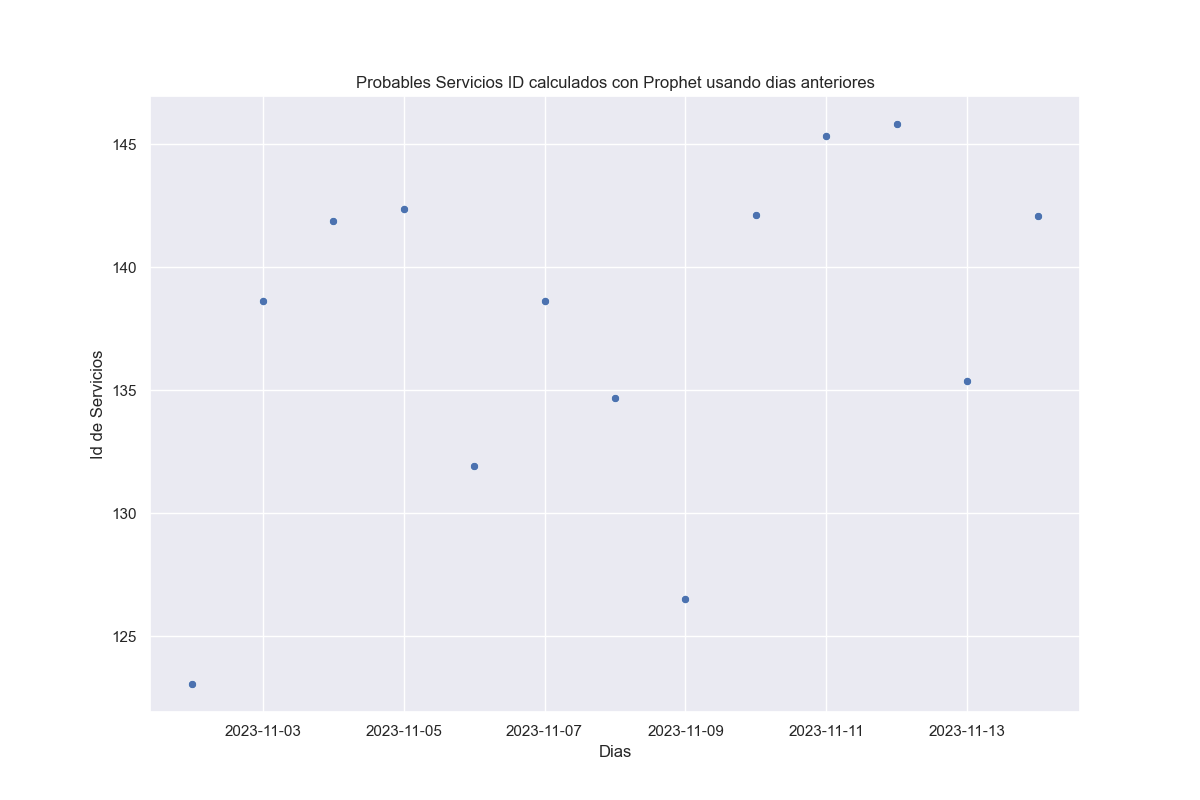 Probables Servicios ID calculados con Prophet usando dias anteriores
145
140
135
130
125
Id de Servicios
2023-11-03 2023-11-05 2023-11-07 2023-11-09 2023-11-11 2023-11-13
Dias